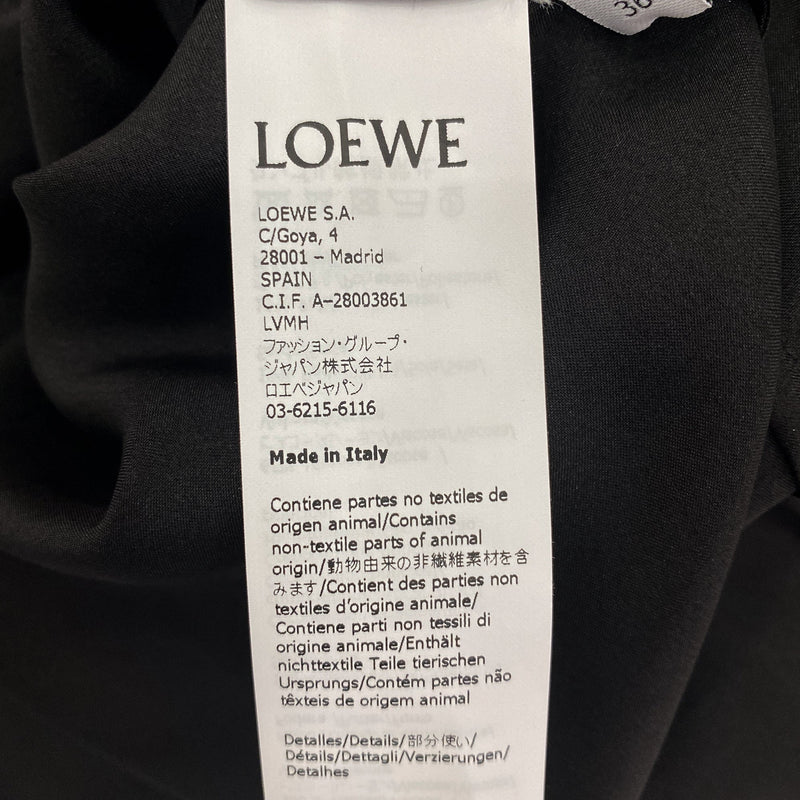 36
LOEWE
LOEWE S.A.
C/Goya, 4
28001 – Madrid
SPAIN
C.I.F. A–28003861
LVMH
ファッション・グループ・
ジャパン株式会社
ロエベジャパン
03-6215-6116
Made in Italy
Contiene partes no textiles de
origen animal/Contains
non-textile parts of animal
origin/動物由来の非繊維素材を含
みます/Contient des parties non
textiles d'origine animale/
Contiene parti non tessili di
origine animale/Enthält
nichttextile Teile tierischen
Ursprungs/Contém partes não
têxteis de origem animal
Detalles/Details/部分使い/
Détails/Dettagli/Verzierungen/
Detalhes